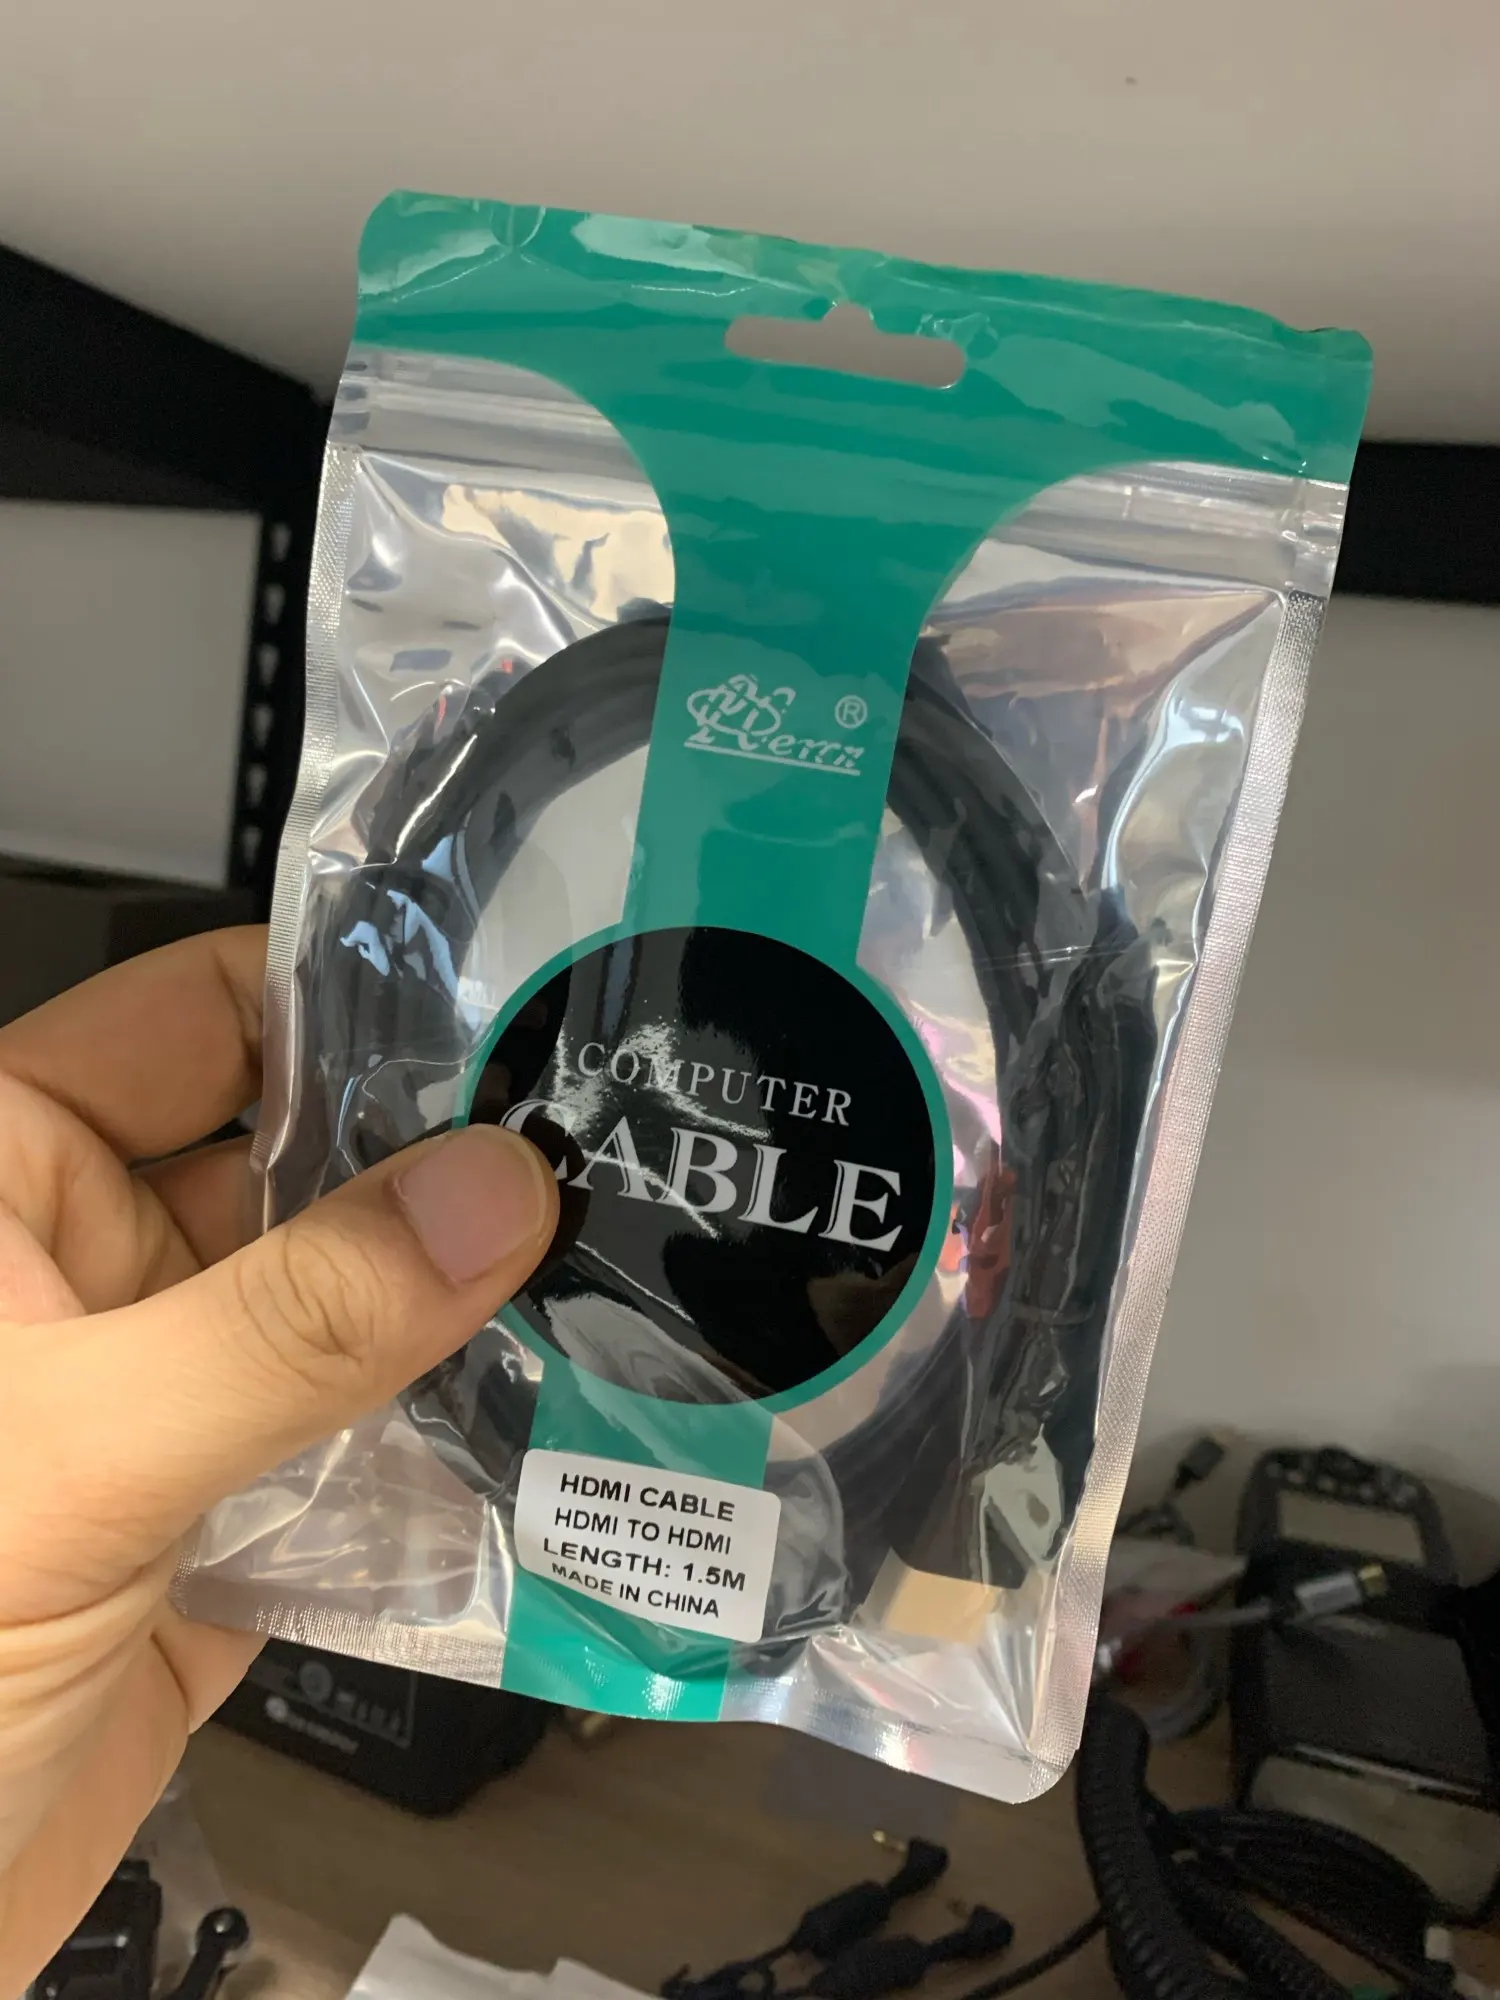 ®
COMPUTER
CABLE
HDMI CABLE
HDMI TO HDMI
LENGTH: 1.5M
MADE IN CHINA